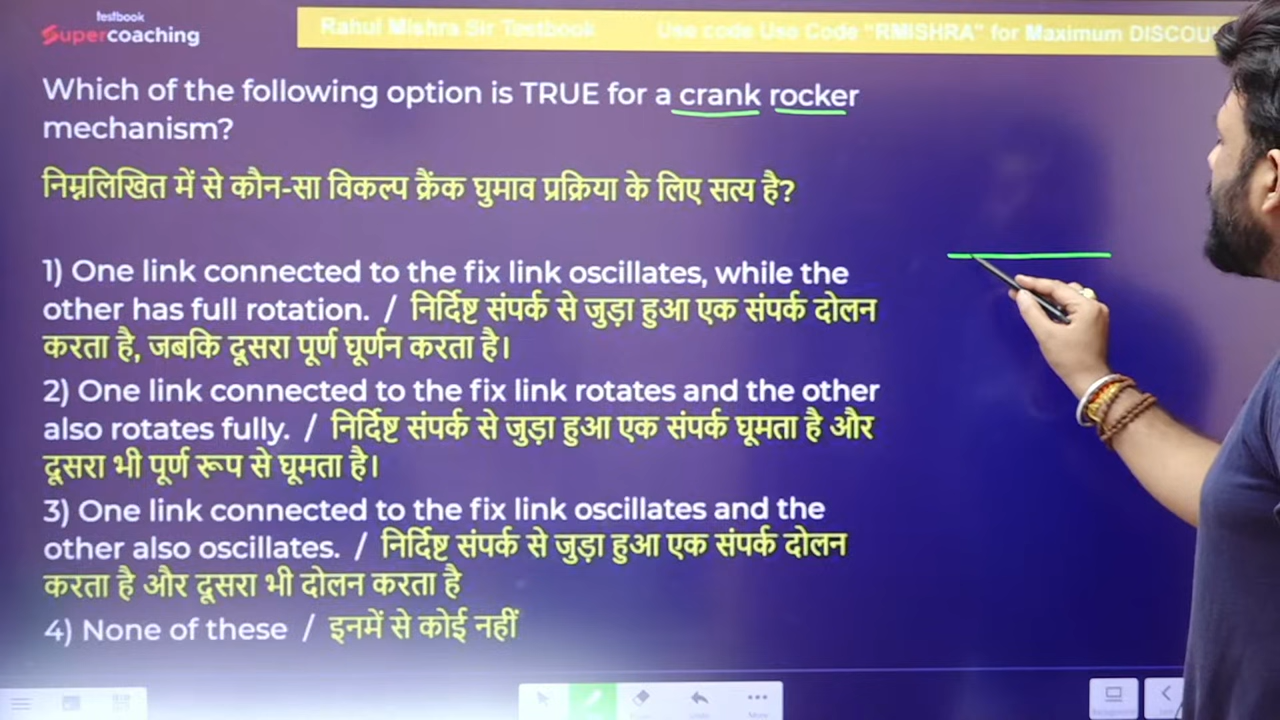 testbook
Supercoaching
Rahul Mishra Sir Testbook Use code Use Code "RMISHRA" for Maximum DISCOU
Which of the following option is TRUE for a crank rocker
mechanism?
निम्नलिखित में से कौन-सा विकल्प क्रैंक घुमाव प्रक्रिया के लिए सत्य है?
1) One link connected to the fix link oscillates, while the
other has full rotation. / निर्दिष्ट संपर्क से जुड़ा हुआ एक संपर्क दोलन
करता है, जबकि दूसरा पूर्ण घूर्णन करता है।
2) One link connected to the fix link rotates and the other
also rotates fully. / निर्दिष्ट संपर्क से जुड़ा हुआ एक संपर्क घूमता है और
दूसरा भी पूर्ण रूप से घूमता है।
3) One link connected to the fix link oscillates and the
other also oscillates. / निर्दिष्ट संपर्क से जुड़ा हुआ एक संपर्क दोलन
करता है और दूसरा भी दोलन करता है
4) None of these / इनमें से कोई नहीं